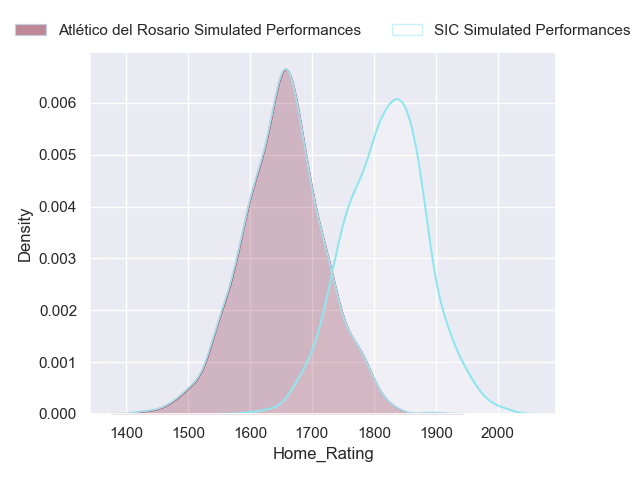 Atlético del Rosario Simulated Performances
SIC Simulated Performances
Density
0.006
0.005
0.004
0.003
0.002
0.001
0.000
1400 1500 1600 1700 1800 1900 2000
Home_Rating